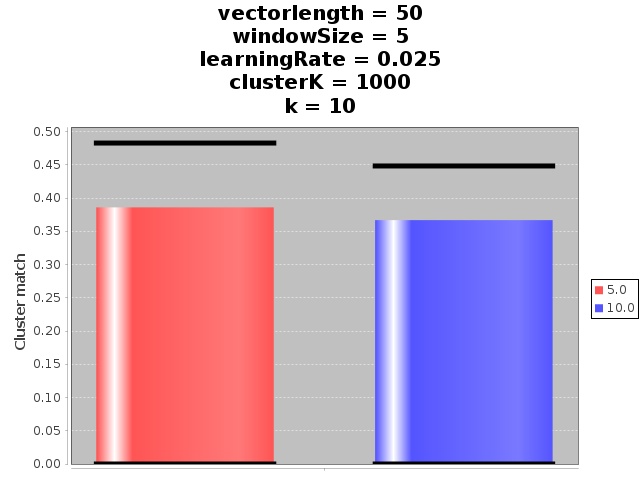 vectorlength = 50
windowSize = 5
learningRate = 0.025
clusterK = 1000
k = 10
0.50
0.45
0.40
0.35
0.30
0.25
0.20
0.15
0.10
0.05
0.00
Cluster match
5.0
10.0